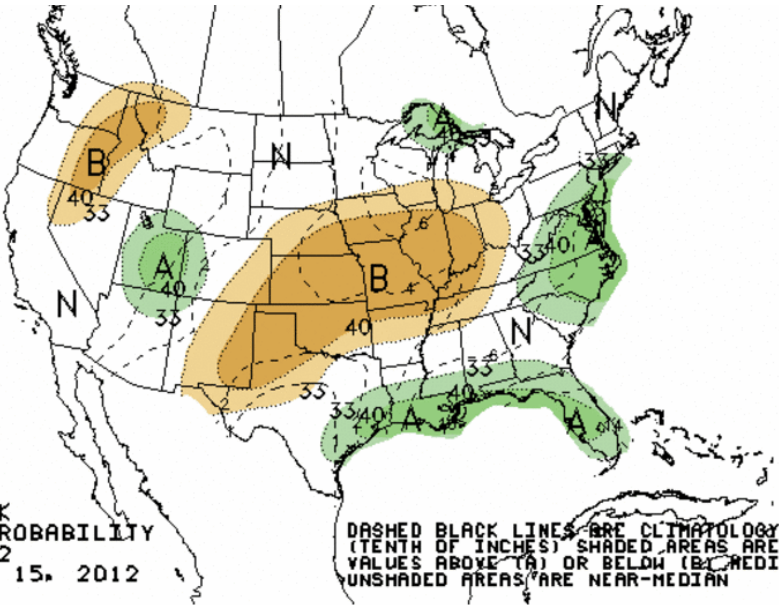 N
A
B
N
40
33
A
40
33
N
B
40
33
33
40
A
N
33
33
40
A
33
40
A
K
ROBABILITY
2
15, 2012
DASHED BLACK LINES ARE CLIMATOLOGY
(TENTH OF INCHES) SHADED AREAS ARE
VALUES ABOVE (A) OR BELOW (B) MEDI
UNSHADED AREAS ARE NEAR-MEDIAN